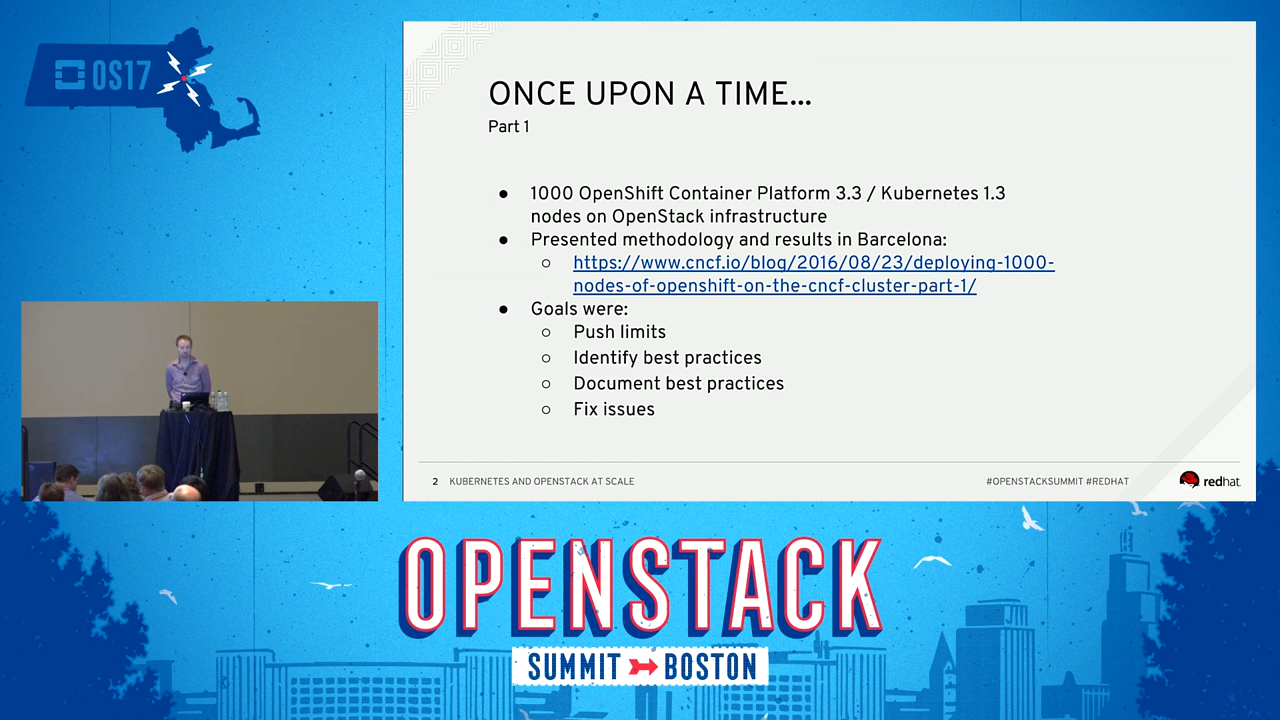 OS17
ONCE UPON A TIME...
Part 1
● 1000 OpenShift Container Platform 3.3 / Kubernetes 1.3
nodes on OpenStack infrastructure
● Presented methodology and results in Barcelona:
○ https://www.cncf.io/blog/2016/08/23/deploying-1000-
nodes-of-openshift-on-the-cncf-cluster-part-1/
● Goals were:
○ Push limits
○ Identify best practices
○ Document best practices
○ Fix issues
2 KUBERNETES AND OPENSTACK AT SCALE
#OPENSTACKSUMMIT #REDHAT
redhat.
OPENSTACK
SUMMIT BOSTON